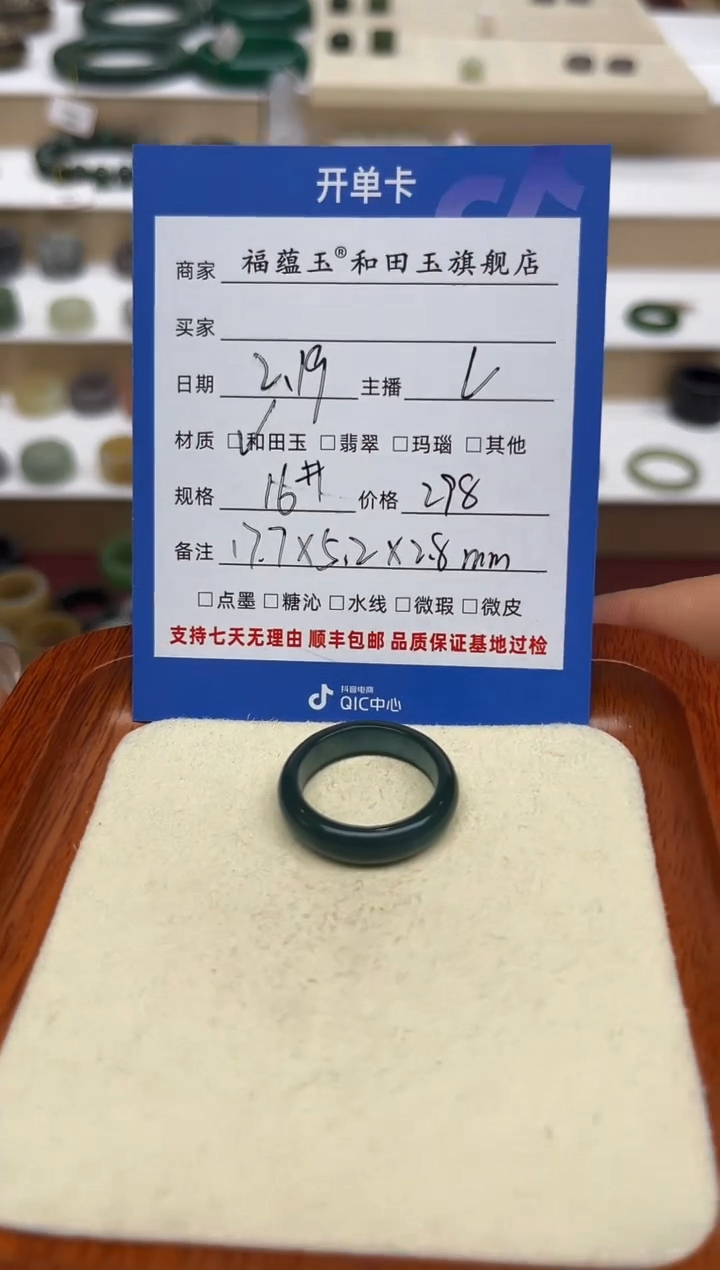 开单卡
商家 福蕴玉®和田玉旗舰店
买家
日期 2.19 主播 L
材质 ☑和田玉 □翡翠 □玛瑙 □其他
规格 16# 价格 298
备注 17.7X5.2X2.8mm
□点墨 □糖沁 □水线 □微瑕 □微皮
支持七天无理由 顺丰包邮 品质保证基地过检
抖音电商
QIC中心